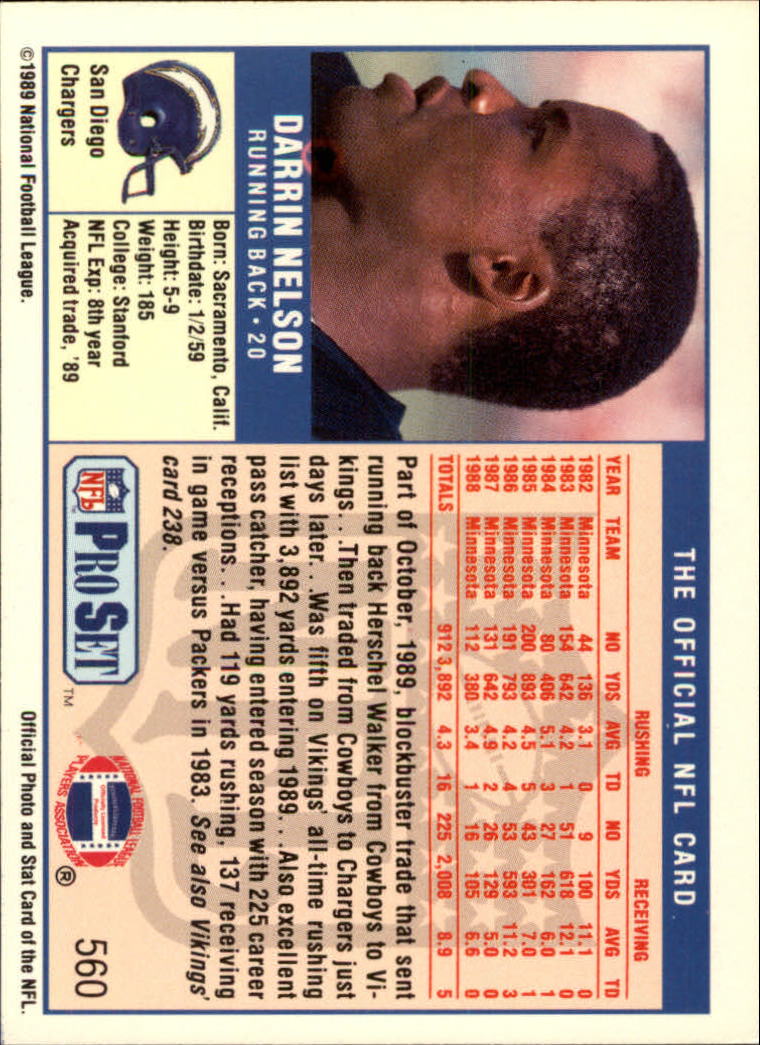 THE OFFICIAL NFL CARD
DARRIN NELSON
RUNNING BACK • 20
San Diego
Chargers
Born: Sacramento, Calif.
Birthdate: 1/2/59
Height: 5-9
Weight: 185
College: Stanford
NFL Exp: 8th year
Acquired trade, '89
RUSHING RECEIVING
YEAR TEAM NO YDS AVG TD NO YDS AVG TD
1982 Minnesota 44 136 3.1 0 9 100 11.1 0
1983 Minnesota 154 642 4.2 1 51 618 12.1 0
1984 Minnesota 80 406 5.1 3 27 162 6.0 1
1985 Minnesota 200 893 4.5 5 43 301 7.0 1
1986 Minnesota 191 793 4.2 4 53 593 11.2 3
1987 Minnesota 131 642 4.9 2 26 129 5.0 0
1988 Minnesota 112 380 3.4 1 16 105 6.6 0
TOTALS 912 3,892 4.3 16 225 2,008 8.9 5
Part of October, 1989, blockbuster trade that sent
running back Herschel Walker from Cowboys to Vi-
kings. . .Then traded from Cowboys to Chargers just
days later. . .Was fifth on Vikings' all-time rushing
list with 3,892 yards entering 1989. . .Also excellent
pass catcher, having entered season with 225 career
receptions. . .Had 119 yards rushing, 137 receiving
in game versus Packers in 1983. See also Vikings'
card 238.
NFL PRO SET TM
NATIONAL FOOTBALL LEAGUE
PLAYERS ASSOCIATION ®
Officially Licensed
560
©1989 National Football League.
Official Photo and Stat Card of the NFL.